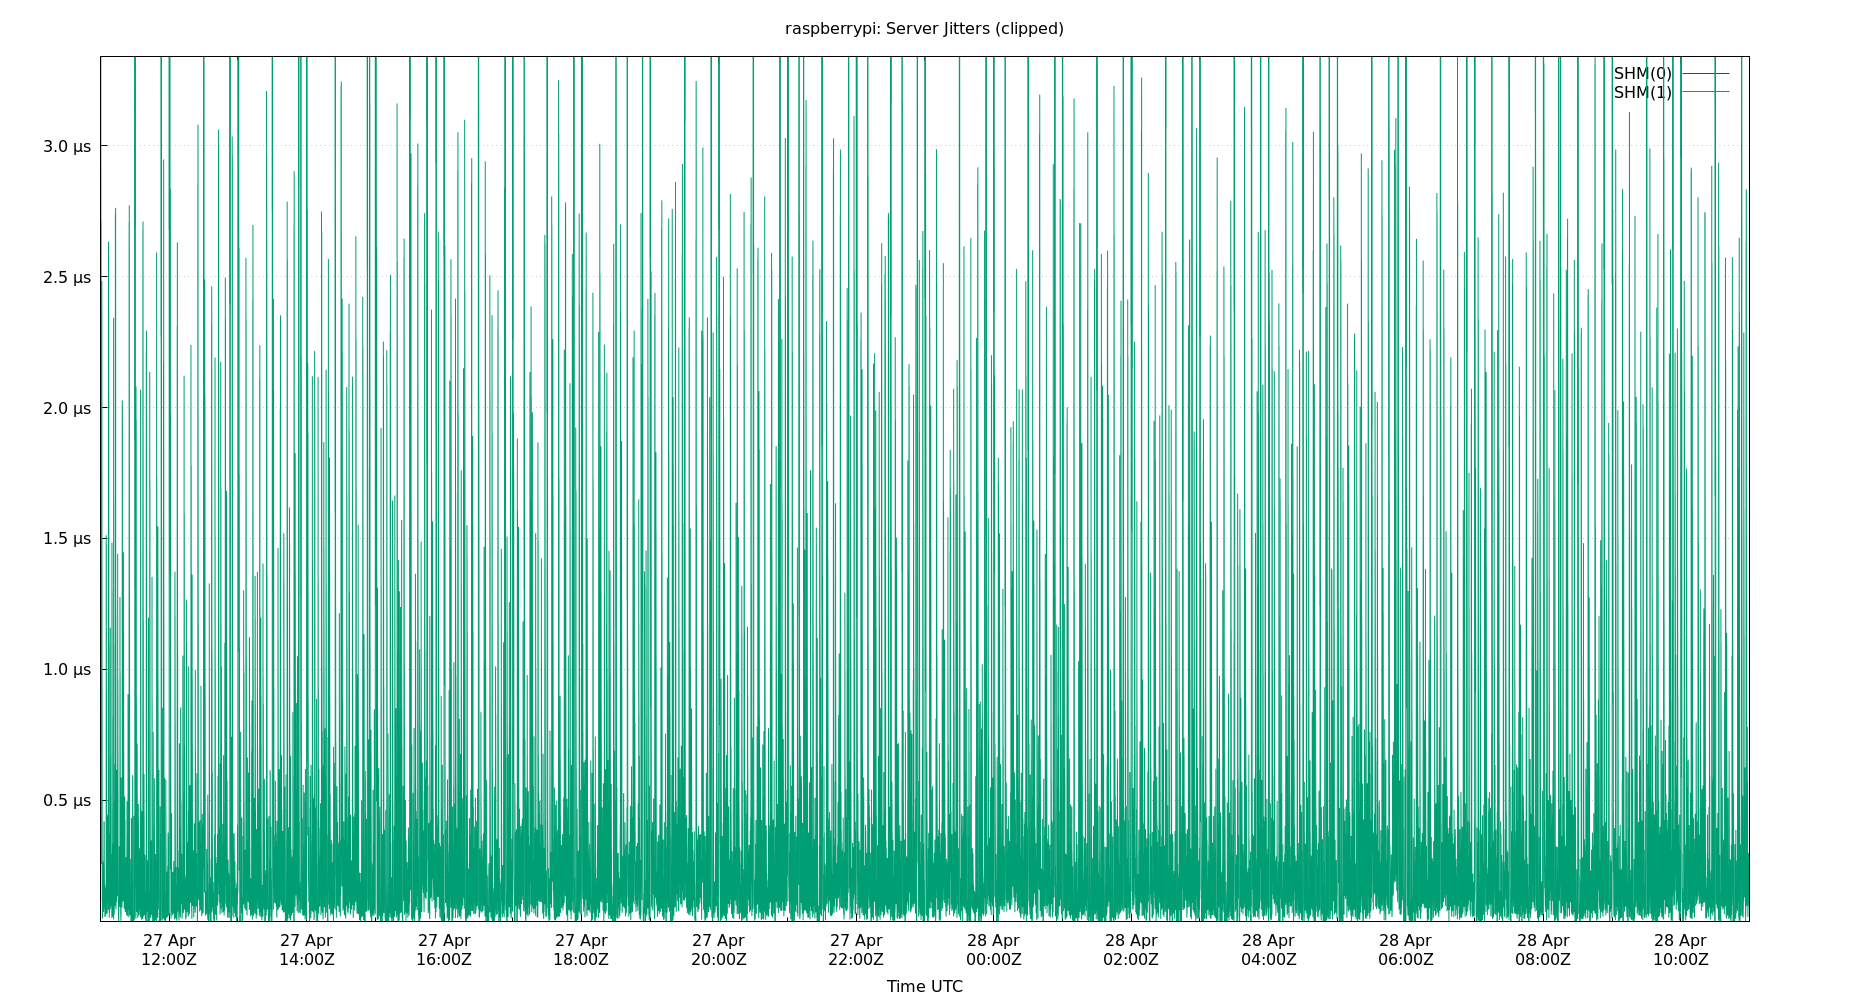 raspberrypi: Server Jitters (clipped)
SHM(0)
SHM(1)
3.0 µs
2.5 µs
2.0 µs
1.5 µs
1.0 µs
0.5 µs
27 Apr 27 Apr 27 Apr 27 Apr 27 Apr 27 Apr 28 Apr 28 Apr 28 Apr 28 Apr 28 Apr 28 Apr
12:00Z 14:00Z 16:00Z 18:00Z 20:00Z 22:00Z 00:00Z 02:00Z 04:00Z 06:00Z 08:00Z 10:00Z
Time UTC